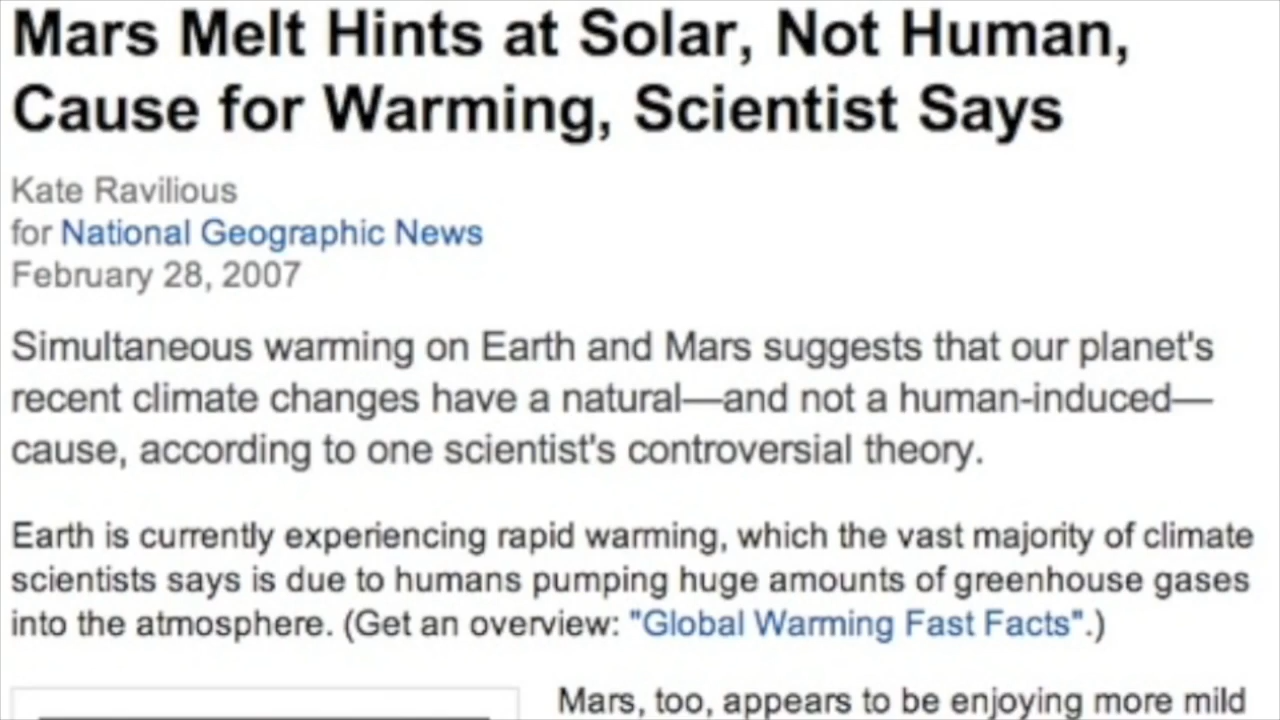 Mars Melt Hints at Solar, Not Human,
Cause for Warming, Scientist Says
Kate Ravilious
for National Geographic News
February 28, 2007
Simultaneous warming on Earth and Mars suggests that our planet's
recent climate changes have a natural—and not a human-induced—
cause, according to one scientist's controversial theory.
Earth is currently experiencing rapid warming, which the vast majority of climate
scientists says is due to humans pumping huge amounts of greenhouse gases
into the atmosphere. (Get an overview: "Global Warming Fast Facts".)
Mars, too, appears to be enjoying more mild